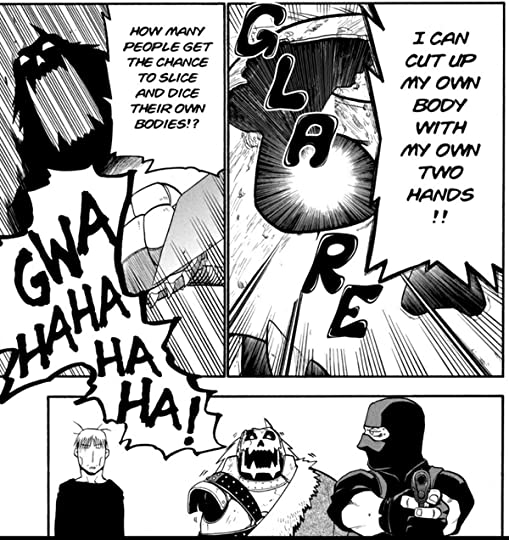 I CAN
CUT UP
MY OWN
BODY
WITH
MY OWN
TWO
HANDS
!!
GLARE
HOW MANY
PEOPLE GET
THE CHANCE
TO SLICE
AND DICE
THEIR OWN
BODIES!?
GWA
HAHA
HA
HA!